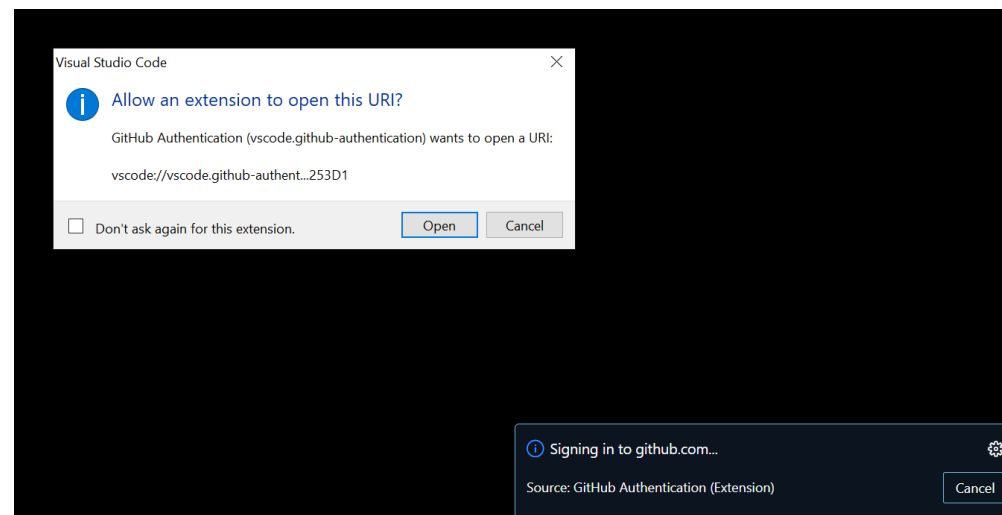 Visual Studio Code
Allow an extension to open this URI?
GitHub Authentication (vscode.github-authentication) wants to open a URI:
vscode://vscode.github-authent...253D1
Don't ask again for this extension.
Open
Cancel
Signing in to github.com...
Source: GitHub Authentication (Extension)
Cancel